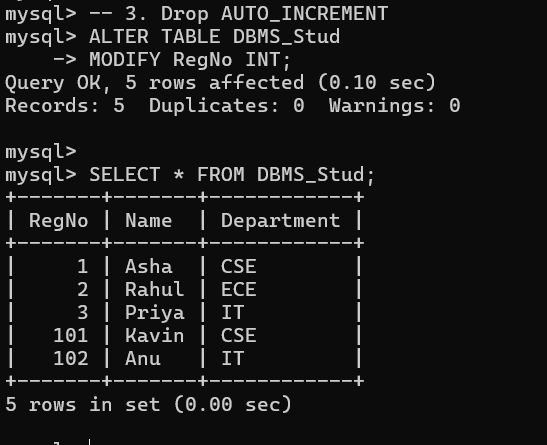 mysql> -- 3. Drop AUTO_INCREMENT
mysql> ALTER TABLE DBMS_Stud
    -> MODIFY RegNo INT;
Query OK, 5 rows affected (0.10 sec)
Records: 5  Duplicates: 0  Warnings: 0

mysql>
mysql> SELECT * FROM DBMS_Stud;
+-------+-------+------------+
| RegNo | Name  | Department |
+-------+-------+------------+
|     1 | Asha  | CSE        |
|     2 | Rahul | ECE        |
|     3 | Priya | IT         |
|   101 | Kavin | CSE        |
|   102 | Anu   | IT         |
+-------+-------+------------+
5 rows in set (0.00 sec)

mysql>